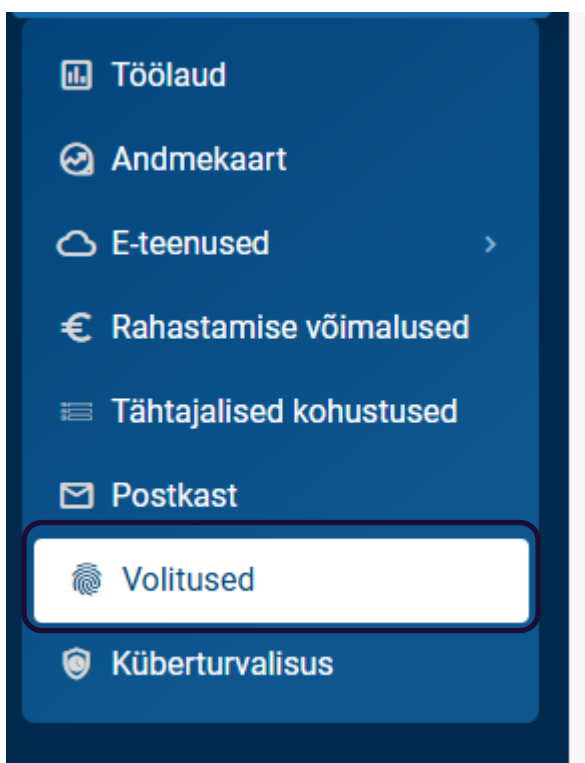 Töölaud
Andmekaart
E-teenused
Rahastamise võimalused
Tähtajalised kohustused
Postkast
Volitused
Küberturvalisus